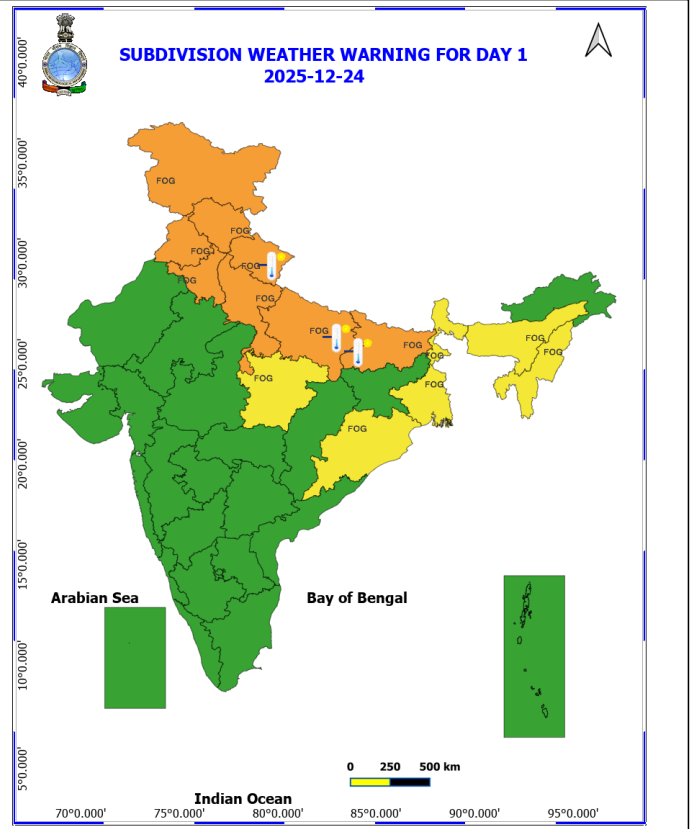 SUBDIVISION WEATHER WARNING FOR DAY 1
2025-12-24
40°0.000'
35°0.000'
30°0.000'
25°0.000'
20°0.000'
15°0.000'
10°0.000'
5°0.000'
FOG
FOG
FOG
FOG
FOG
FOG
FOG
FOG
FOG
FOG
FOG
FOG
FOG
FOG
Arabian Sea
Bay of Bengal
0 250 500 km
Indian Ocean
70°0.000'
75°0.000'
80°0.000'
85°0.000'
90°0.000'
95°0.000'